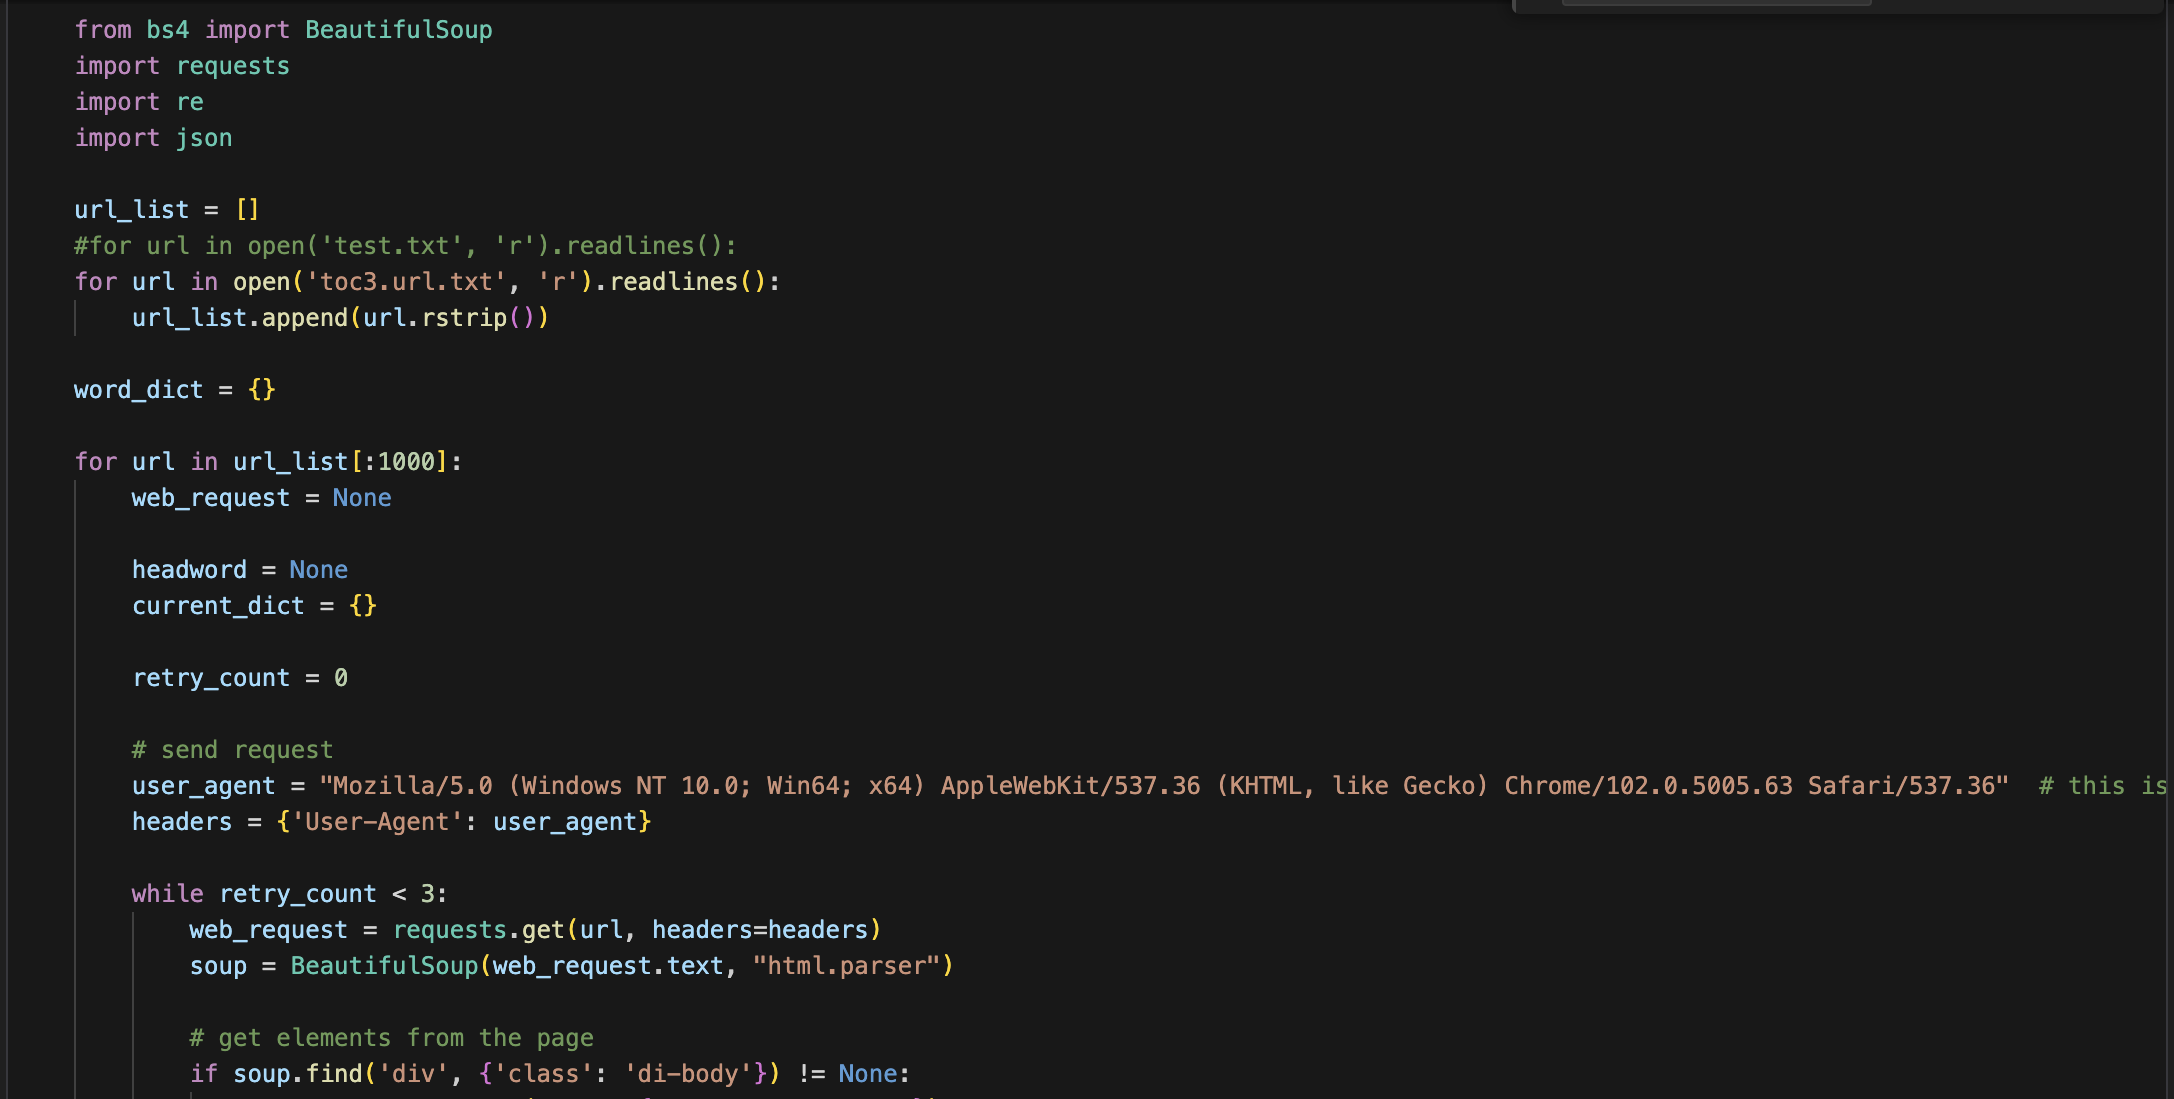 from bs4 import BeautifulSoup
import requests
import re
import json
url_list = []
#for url in open('test.txt', 'r').readlines():
for url in open('toc3.url.txt', 'r').readlines():
    url_list.append(url.rstrip())
word_dict = {}
for url in url_list[:1000]:
    web_request = None
    headword = None
    current_dict = {}
    retry_count = 0
    # send request
    user_agent = "Mozilla/5.0 (Windows NT 10.0; Win64; x64) AppleWebKit/537.36 (KHTML, like Gecko) Chrome/102.0.5005.63 Safari/537.36"  # this is
    headers = {'User-Agent': user_agent}
    while retry_count < 3:
        web_request = requests.get(url, headers=headers)
        soup = BeautifulSoup(web_request.text, "html.parser")
        # get elements from the page
        if soup.find('div', {'class': 'di-body'}) != None: